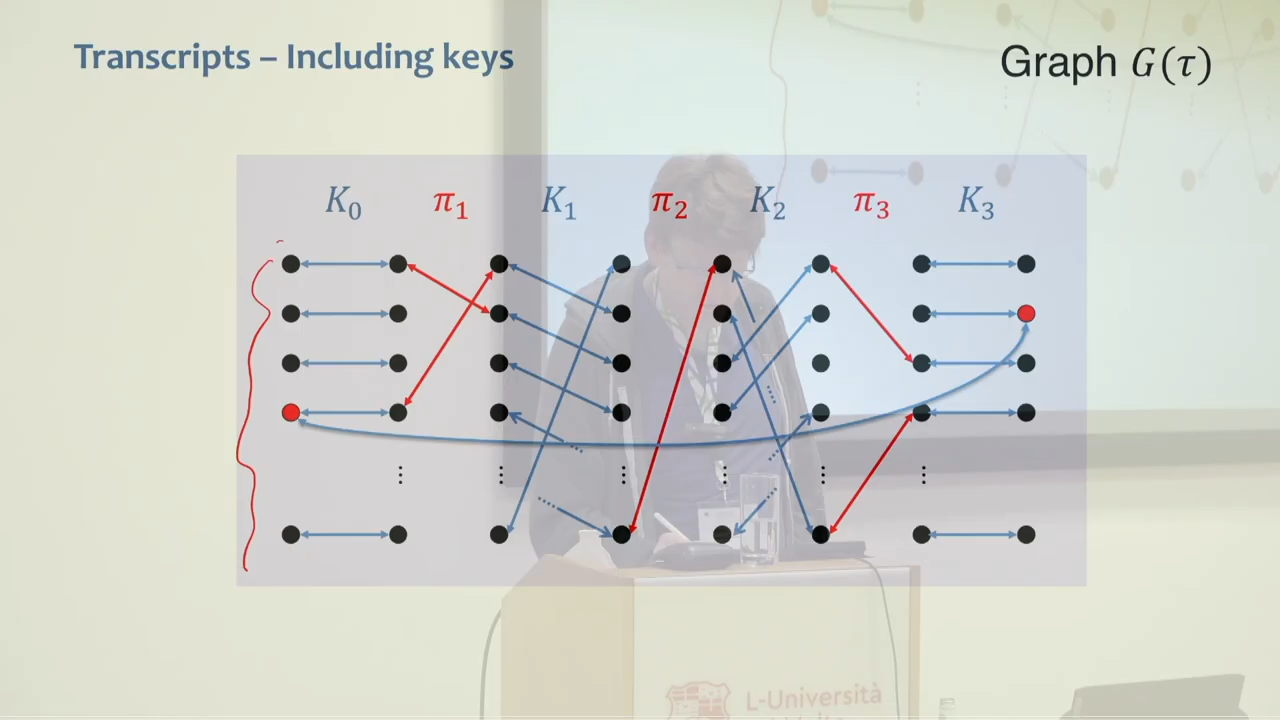 Transcripts – Including keys
Graph G(τ)
K₀ π₁ K₁ π₂ K₂ π₃ K₃
L-Università